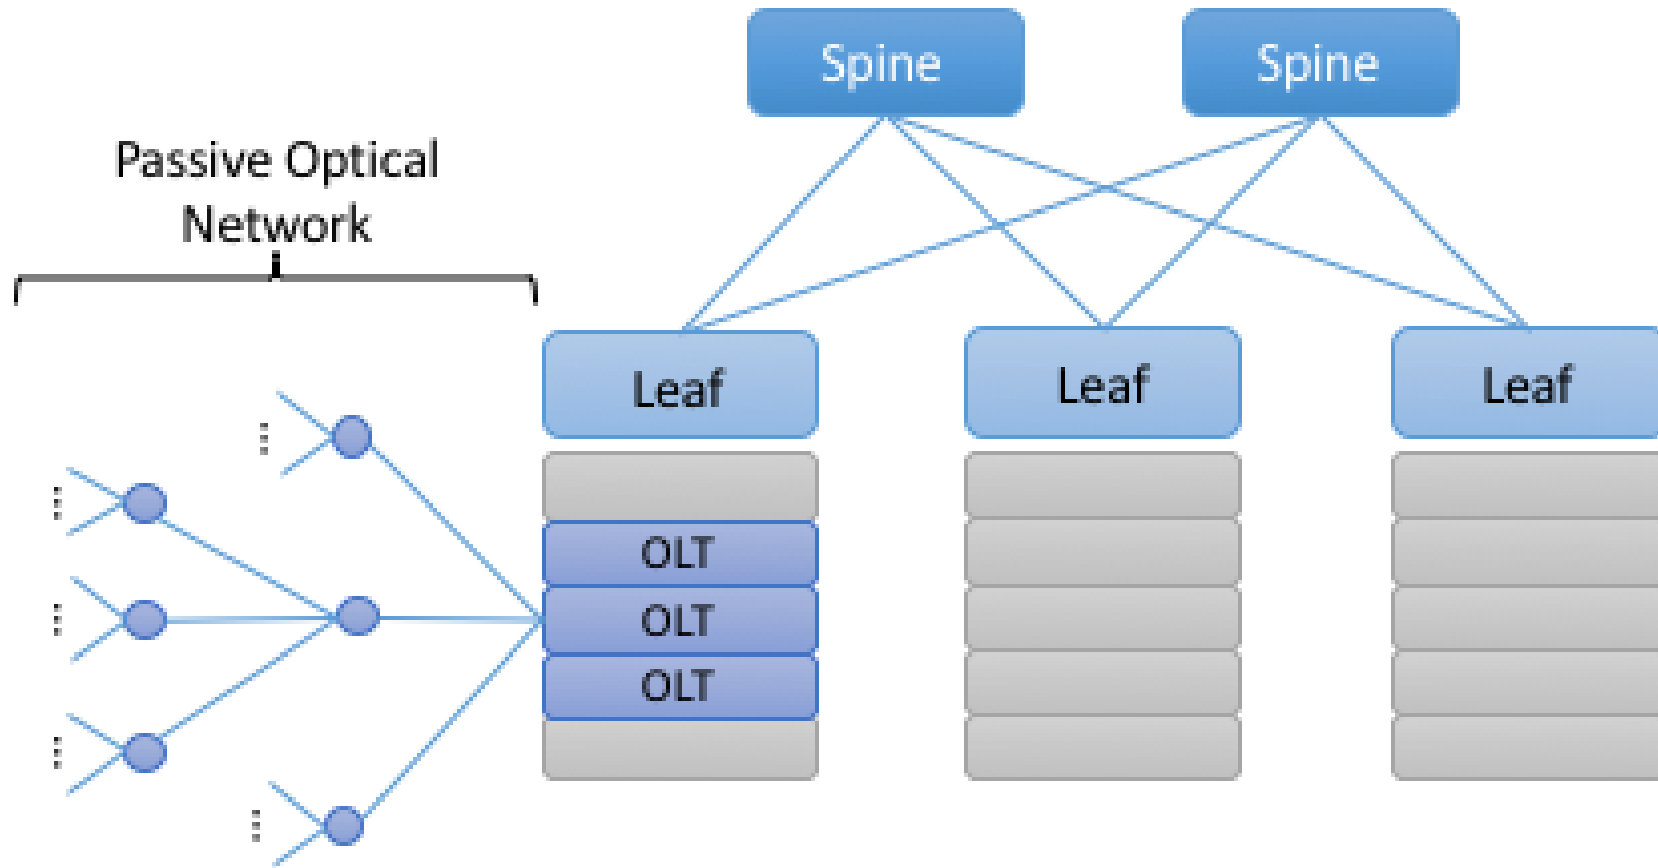 Spine
Spine
Passive Optical
Network
Leaf
Leaf
Leaf
...
...
OLT
...
OLT
OLT
...
...